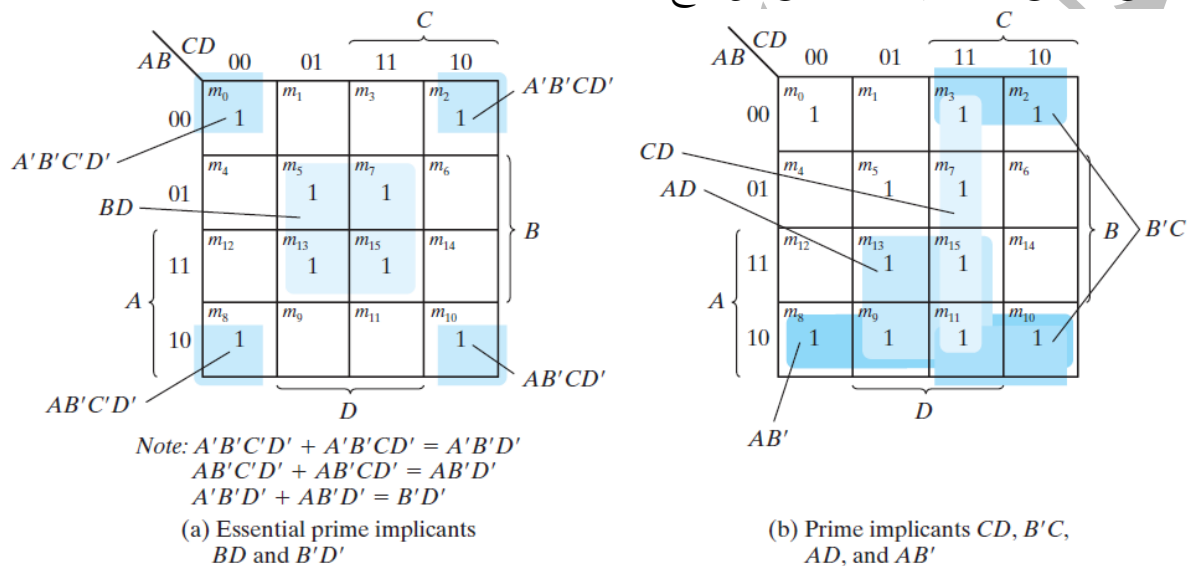 C
CD
AB
00 01 11 10
m0 m1 m3 m2
00 1 1
A'B'CD'
A'B'C'D'
m4 m5 m7 m6
01 1 1
BD
B
m12 m13 m15 m14
11 1 1
A
m8 m9 m11 m10
10 1 1
AB'C'D'
AB'CD'
D
Note: A'B'C'D' + A'B'CD' = A'B'D'
AB'C'D' + AB'CD' = AB'D'
A'B'D' + AB'D' = B'D'
(a) Essential prime implicants
BD and B'D'
C
CD
AB
00 01 11 10
m0 m1 m3 m2
00 1 1 1
CD
m4 m5 m7 m6
01 1 1
AD
B
B'C
m12 m13 m15 m14
11 1 1
A
m8 m9 m11 m10
10 1 1 1 1
D
AB'
(b) Prime implicants CD, B'C,
AD, and AB'